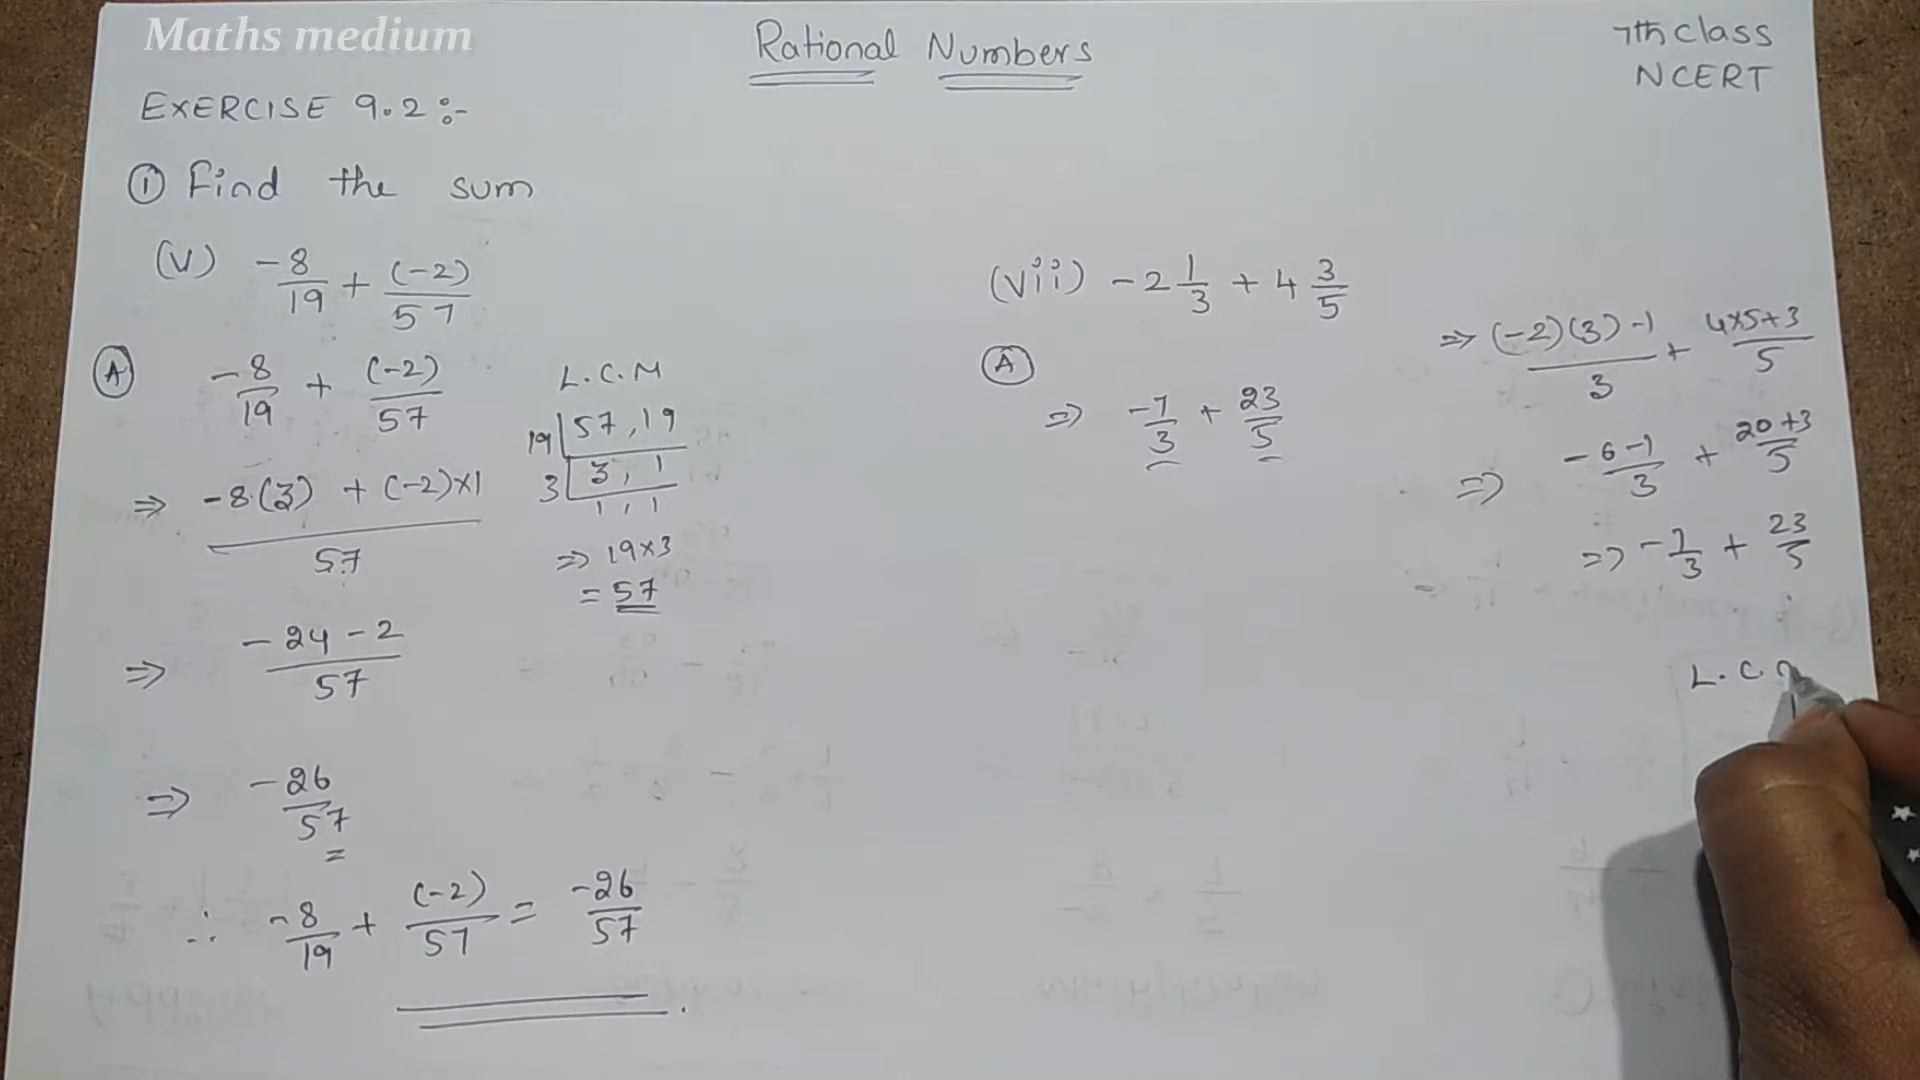 Maths medium
Rational Numbers
7th class
NCERT
EXERCISE 9.2:-
① Find the sum
(v) -8/19 + (-2)/57
Ⓐ -8/19 + (-2)/57
⇒ -8(3) + (-2)×1 / 57
⇒ -24-2/57
⇒ -26/57
∴ -8/19 + (-2)/57 = -26/57
L.C.M
19 | 57, 19
3 | 3, 1
1, 1
⇒ 19×3
= 57
(vii) -2 1/3 + 4 3/5
Ⓐ
⇒ -7/3 + 23/5
⇒ (-2)(3)-1/3 + 4×5+3/5
⇒ -6-1/3 + 20+3/5
⇒ -7/3 + 23/5
L.C.